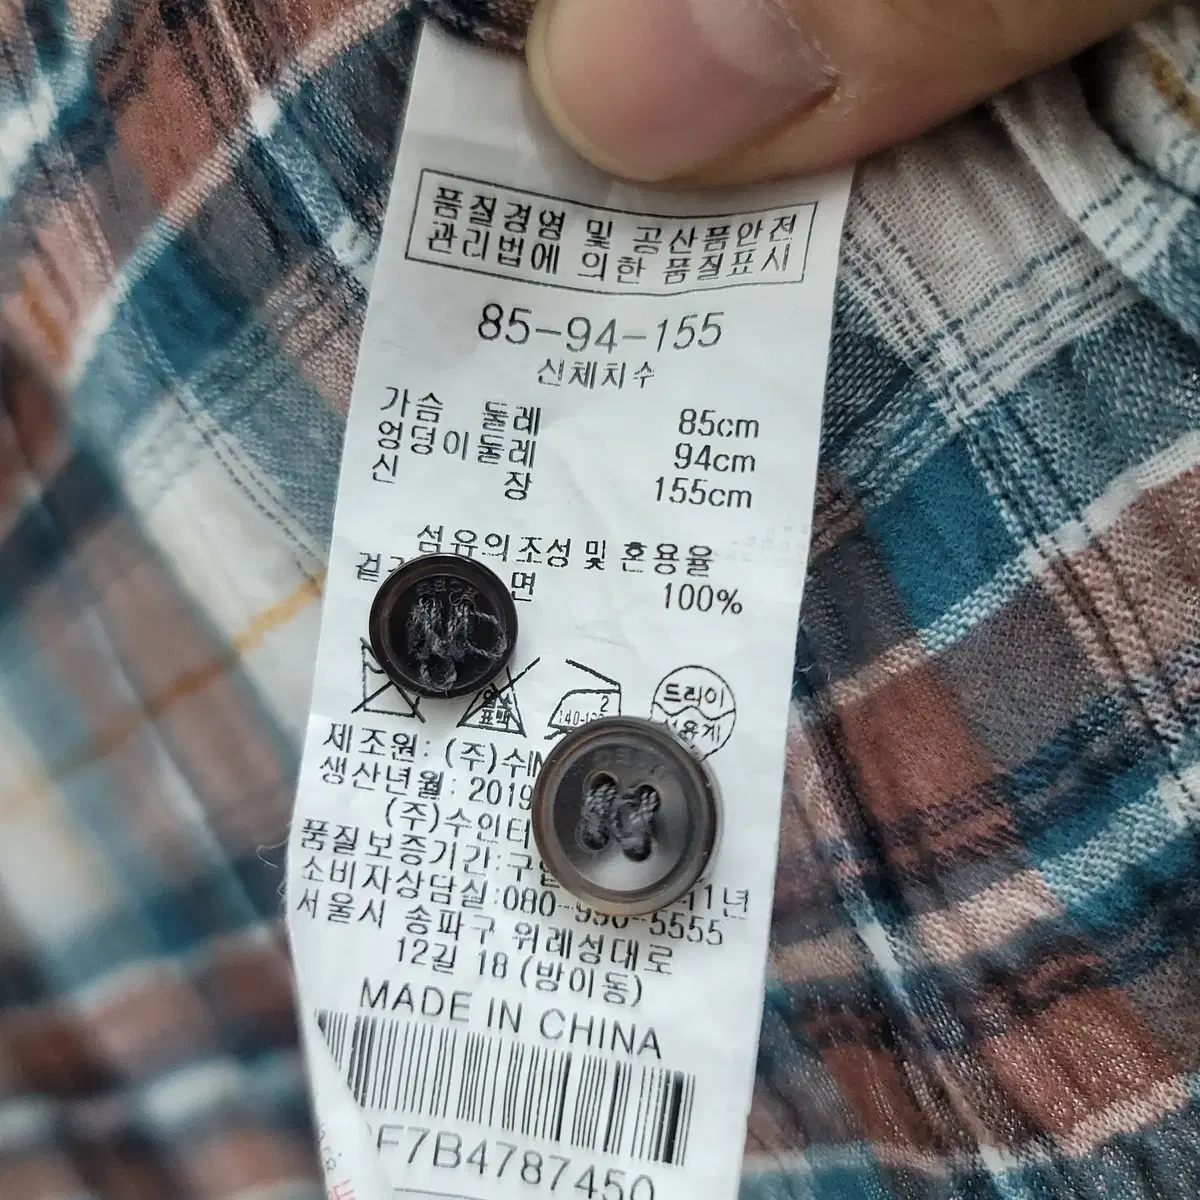 품질경영 및 공산품안전
관리법에 의한 품질표시
85-94-155
신체치수
가슴 둘레 85cm
엉덩이둘레 94cm
신 장 155cm
섬유의조성 및 혼용율
면 100%
표백
2
드라이
제조원: (주)수
생산년월: 2019
(주)수인터
품질보증기간: 1년
소비자상담실:080 5555
서울시 송파구 위례성대로
12길 18 (방이동)
MADE IN CHINA
F7B4787450